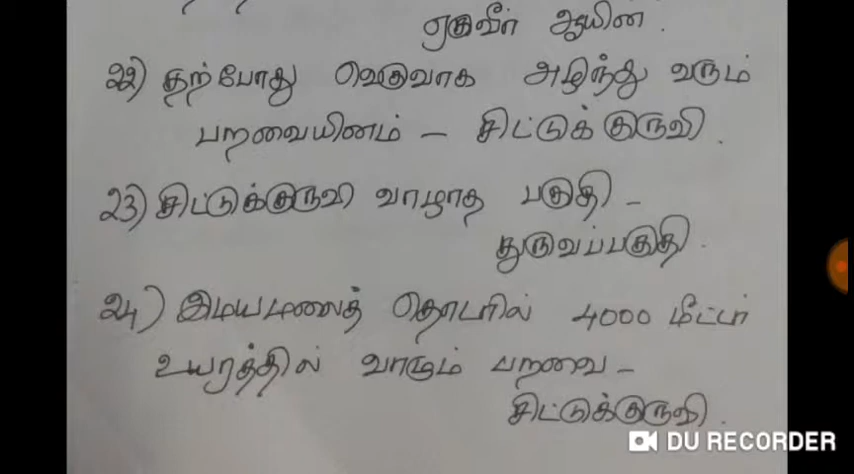 ஏகுவீர் ஆயின்.
22) தற்போது வெகுவாக அழிந்து வரும்
பறவையினம் - சிட்டுக் குருவி.
23) சிட்டுக்குருவி வாழாத பகுதி -
துருவப்பகுதி.
24) இமயமலைத் தொடரில் 4000 மீட்டர்
உயரத்தில் வாழும் பறவை -
சிட்டுக்குருவி.
DU RECORDER